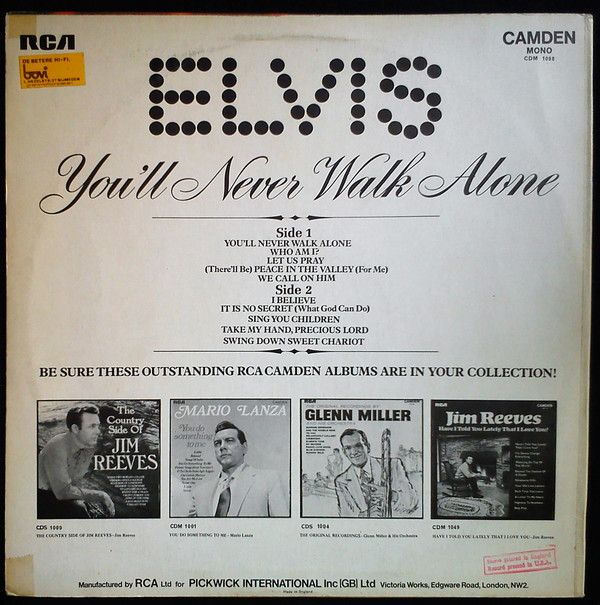 RCA
CAMDEN
MONO
CDM 1088
DE BETERE HI-FI.
bovi
ELVIS
You'll Never Walk Alone
Side 1
YOU'LL NEVER WALK ALONE
WHO AM I?
LET US PRAY
(There'll Be) PEACE IN THE VALLEY (For Me)
WE CALL ON HIM
Side 2
I BELIEVE
IT IS NO SECRET (What God Can Do)
SING YOU CHILDREN
TAKE MY HAND, PRECIOUS LORD
SWING DOWN SWEET CHARIOT
BE SURE THESE OUTSTANDING RCA CAMDEN ALBUMS ARE IN YOUR COLLECTION!
The
Country
Side Of
JIM
REEVES
MARIO LANZA
You do
something
to me
THE ORIGINAL RECORDINGS BY
GLENN MILLER
AND HIS ORCHESTRA
Jim Reeves
Have I Told You Lately That I Love You?
CDS 1000
THE COUNTRY SIDE OF JIM REEVES-Jim Reeves
CDM 1001
YOU DO SOMETHING TO ME-Mario Lanza
CDS 1004
THE ORIGINAL RECORDINGS-Glenn Miller & His Orchestra
CDM 1049
HAVE I TOLD YOU LATELY THAT I LOVE YOU-Jim Reeves
Sleeve printed in England
Record pressed in U.S.A.
Manufactured by RCA Ltd for PICKWICK INTERNATIONAL Inc [GB] Ltd Victoria Works, Edgware Road, London, NW2.
Made in England